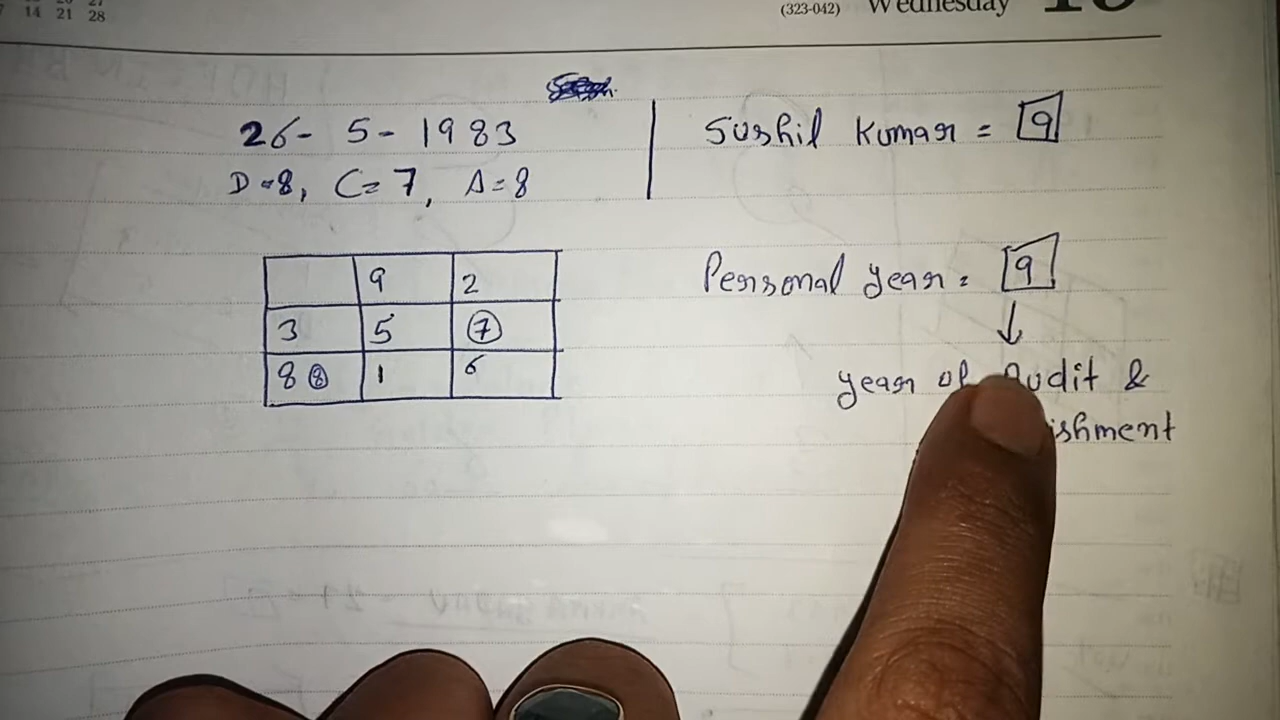 14 21 28
(323-042) Wednesday
26- 5- 1983
D=8, C=7, A=8
Sushil Kumar = 9
9 2
3 5 7
8 8 1 6
Personal year = 9
year of Audit &
ishment